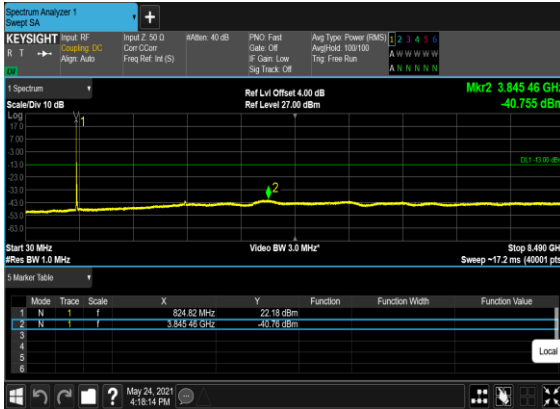 Spectrum Analyzer 1
Swept SA
+
KEYSIGHT Input: RF Input Z: 50 Ω #Atten: 40 dB PNO: Fast Avg Type: Power (RMS) 1 2 3 4 5 6
R T Coupling: DC Corr CCorr Gate: Off Avg|Hold: 100/100 A W W W W W
Align: Auto Freq Ref: Int (S) IF Gain: Low Trig: Free Run
Sig Track: Off A N N N N N
1 Spectrum Ref Lvl Offset 4.00 dB Mkr2 3.845 46 GHz
Scale/Div 10 dB Ref Level 27.00 dBm -40.755 dBm
Log
17.0
7.00
-3.00
-13.0 DL1 -13.00 dBm
-23.0
-33.0
-43.0
-53.0
-63.0
1
2
Start 30 MHz Video BW 3.0 MHz* Stop 8.490 GHz
#Res BW 1.0 MHz Sweep ~17.2 ms (40001 pts)
5 Marker Table
Mode Trace Scale X Y Function Function Width Function Value
1 N 1 f 824.82 MHz 22.18 dBm
2 N 1 f 3.845 46 GHz -40.76 dBm
3
4
5
6
Local
? May 24, 2021
4:18:14 PM